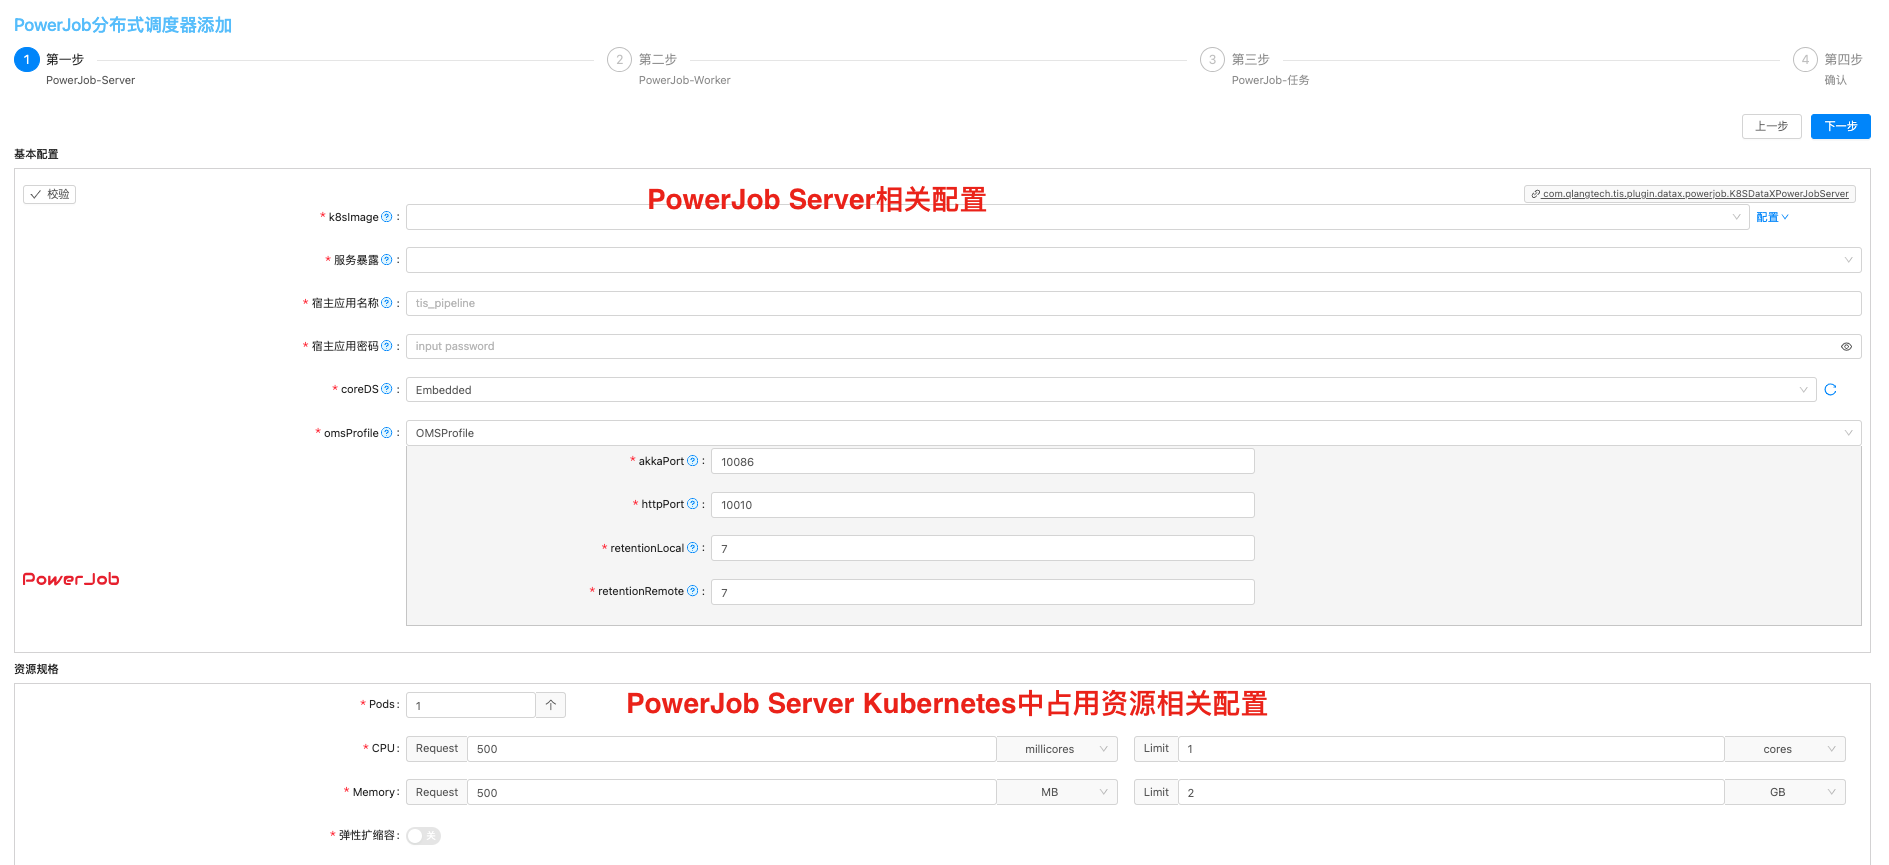 PowerJob分布式调度器添加
1 第一步
PowerJob-Server
2 第二步
PowerJob-Worker
3 第三步
PowerJob-任务
4 第四步
确认
上一步 下一步
基本配置
校验
PowerJob Server相关配置
com.qlangtech.tis.plugin.datax.powerjob.K8SDataXPowerJobServer
* k8sImage ? :
配置
* 服务暴露 ? :
* 宿主应用名称 ? : tis_pipeline
* 宿主应用密码 ? : input password
* coreDS ? : Embedded
* omsProfile ? : OMSProfile
* akkaPort ? : 10086
* httpPort ? : 10010
* retentionLocal ? : 7
* retentionRemote ? : 7
PowerJob
资源规格
* Pods : 1 个
PowerJob Server Kubernetes中占用资源相关配置
* CPU : Request 500 millicores Limit 1 cores
* Memory : Request 500 MB Limit 2 GB
* 弹性扩缩容 : 关